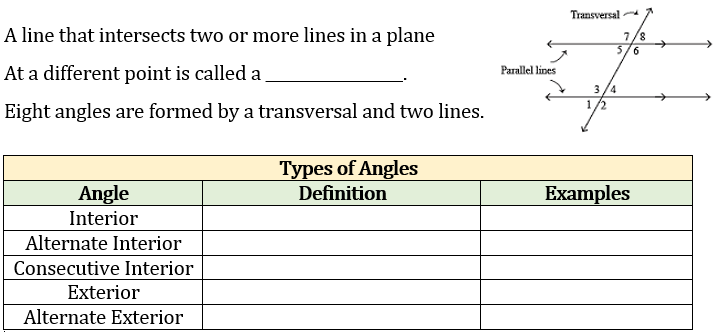 A line that intersects two or more lines in a plane
At a different point is called a _______________.
Eight angles are formed by a transversal and two lines.
Transversal
7 8
5 6
Parallel lines
3 4
1 2
Types of Angles
Angle Definition Examples
Interior
Alternate Interior
Consecutive Interior
Exterior
Alternate Exterior